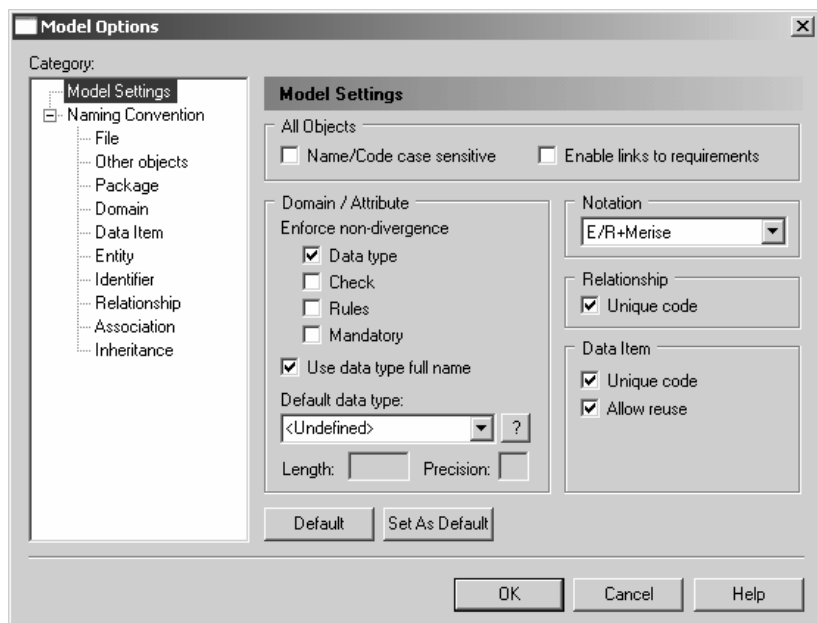 Model Options
Category:
Model Settings
Naming Convention
File
Other objects
Package
Domain
Data Item
Entity
Identifier
Relationship
Association
Inheritance
Model Settings
All Objects
Name/Code case sensitive
Enable links to requirements
Domain / Attribute
Enforce non-divergence
Data type
Check
Rules
Mandatory
Use data type full name
Default data type:
<Undefined>
?
Length:
Precision:
Notation
E/R+Merise
Relationship
Unique code
Data Item
Unique code
Allow reuse
Default
Set As Default
OK
Cancel
Help